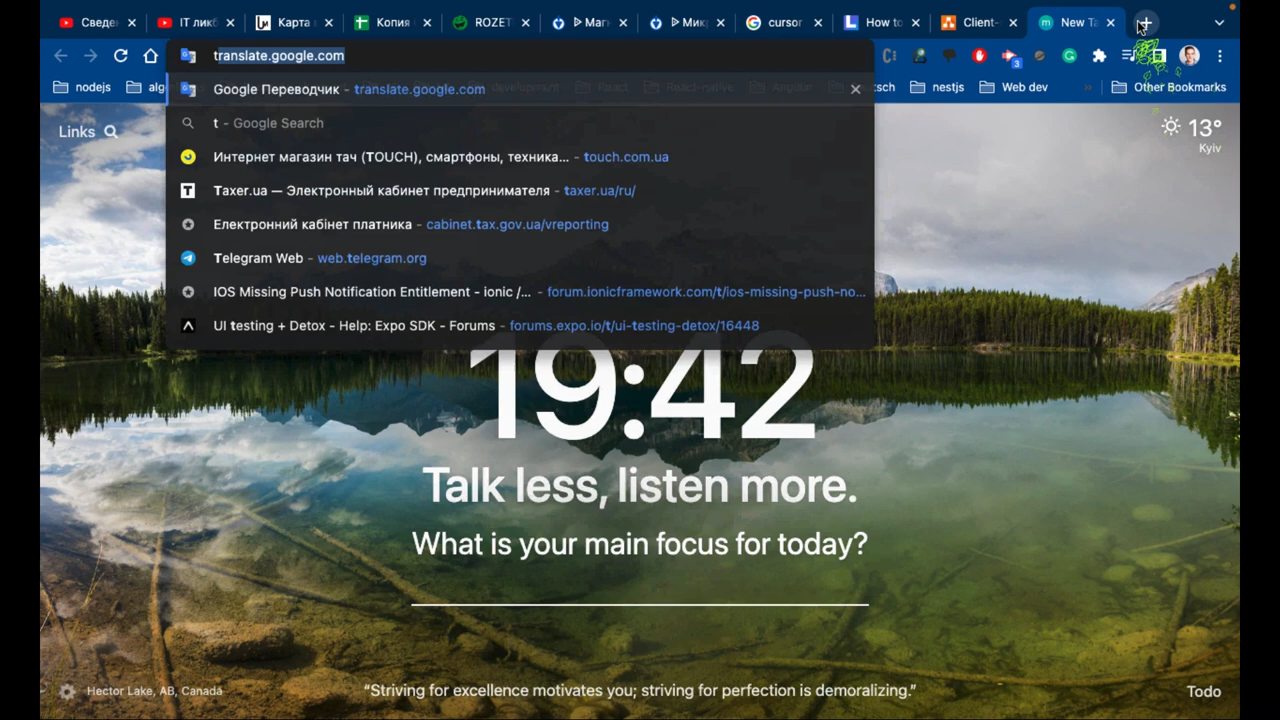 Сведен
IT ликб
Карта
Копия
ROZET
Маг
Мик
cursor
How to
Client-
New Ta
translate.google.com
nodejs
alg
tsch
nestjs
Web dev
»
Other Bookmarks
3
Google Переводчик - translate.google.com
t - Google Search
Интернет магазин тач (TOUCH), смартфоны, техника... - touch.com.ua
Taxer.ua — Электронный кабинет предпринимателя - taxer.ua/ru/
Електронний кабінет платника - cabinet.tax.gov.ua/vreporting
Telegram Web - web.telegram.org
IOS Missing Push Notification Entitlement - ionic /... - forum.ionicframework.com/t/ios-missing-push-no...
UI testing + Detox - Help: Expo SDK - Forums - forums.expo.io/t/ui-testing-detox/16448
Links
13°
Kyiv
19:42
Talk less, listen more.
What is your main focus for today?
Hector Lake, AB, Canada
“Striving for excellence motivates you; striving for perfection is demoralizing.”
Todo